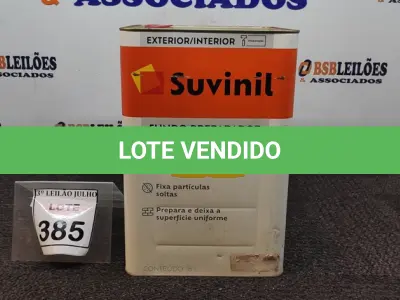 BSBLEILÕES
& ASSOCIADOS
BSBLEILÕES
& ASSOCIADOS
EXTERIOR/INTERIOR
Suvinil
LOTE VENDIDO
Fixa partículas
soltas
Prepara e deixa a
superfície uniforme
3º LEILÃO JULHO
LOTE
385